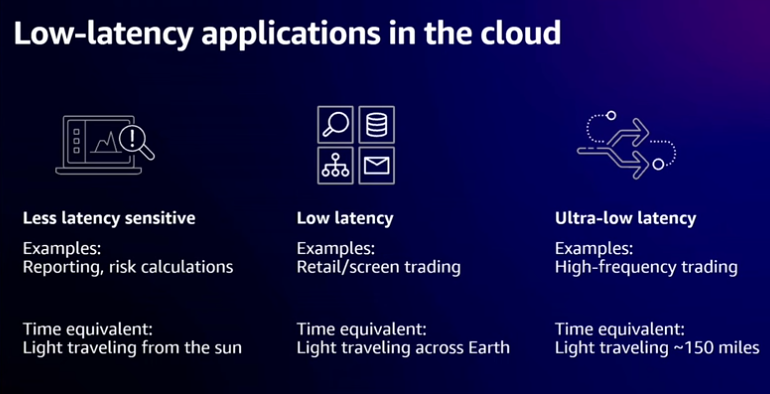 Low-latency applications in the cloud
Less latency sensitive
Examples:
Reporting, risk calculations
Time equivalent:
Light traveling from the sun
Low latency
Examples:
Retail/screen trading
Time equivalent:
Light traveling across Earth
Ultra-low latency
Examples:
High-frequency trading
Time equivalent:
Light traveling ~150 miles